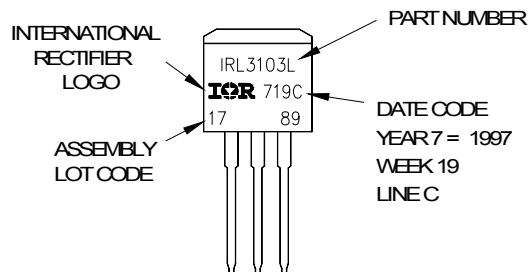 INTERNATIONAL
RECTIFIER
LOGO
PART NUMBER
IRL3103L
IOR 719C
17 89
ASSEMBLY
LOT CODE
DATE CODE
YEAR 7 = 1997
WEEK 19
LINE C